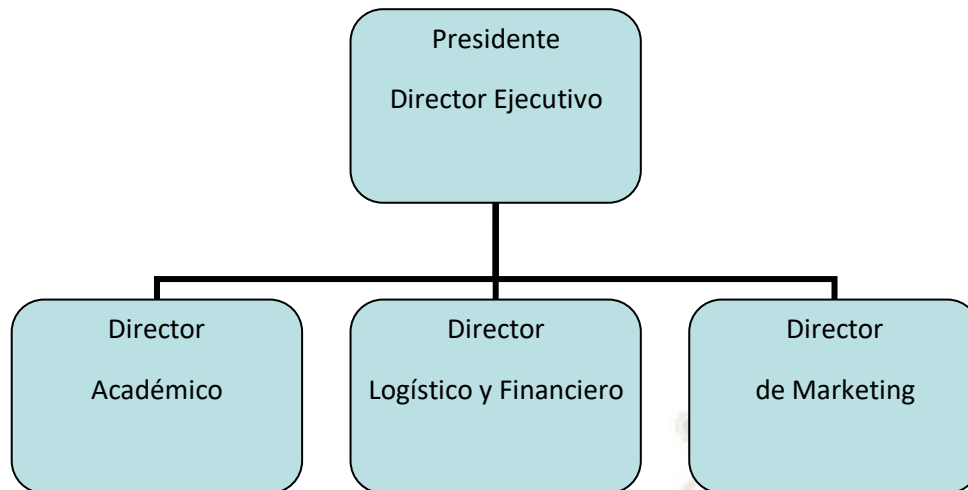 Presidente
Director Ejecutivo
Director
Académico
Director
Logístico y Financiero
Director
de Marketing